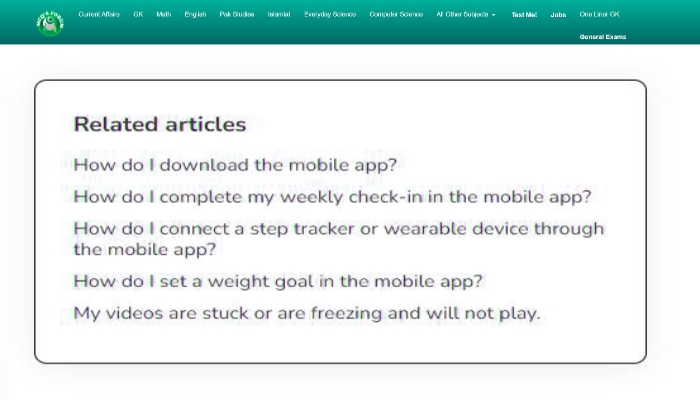 Current Affairs GK Math English Pak Studies Islamiat Everyday Science Computer Science All Other Subjects Test Me! Jobs One Liner GK
General Exams
Related articles
How do I download the mobile app?
How do I complete my weekly check-in in the mobile app?
How do I connect a step tracker or wearable device through
the mobile app?
How do I set a weight goal in the mobile app?
My videos are stuck or are freezing and will not play.